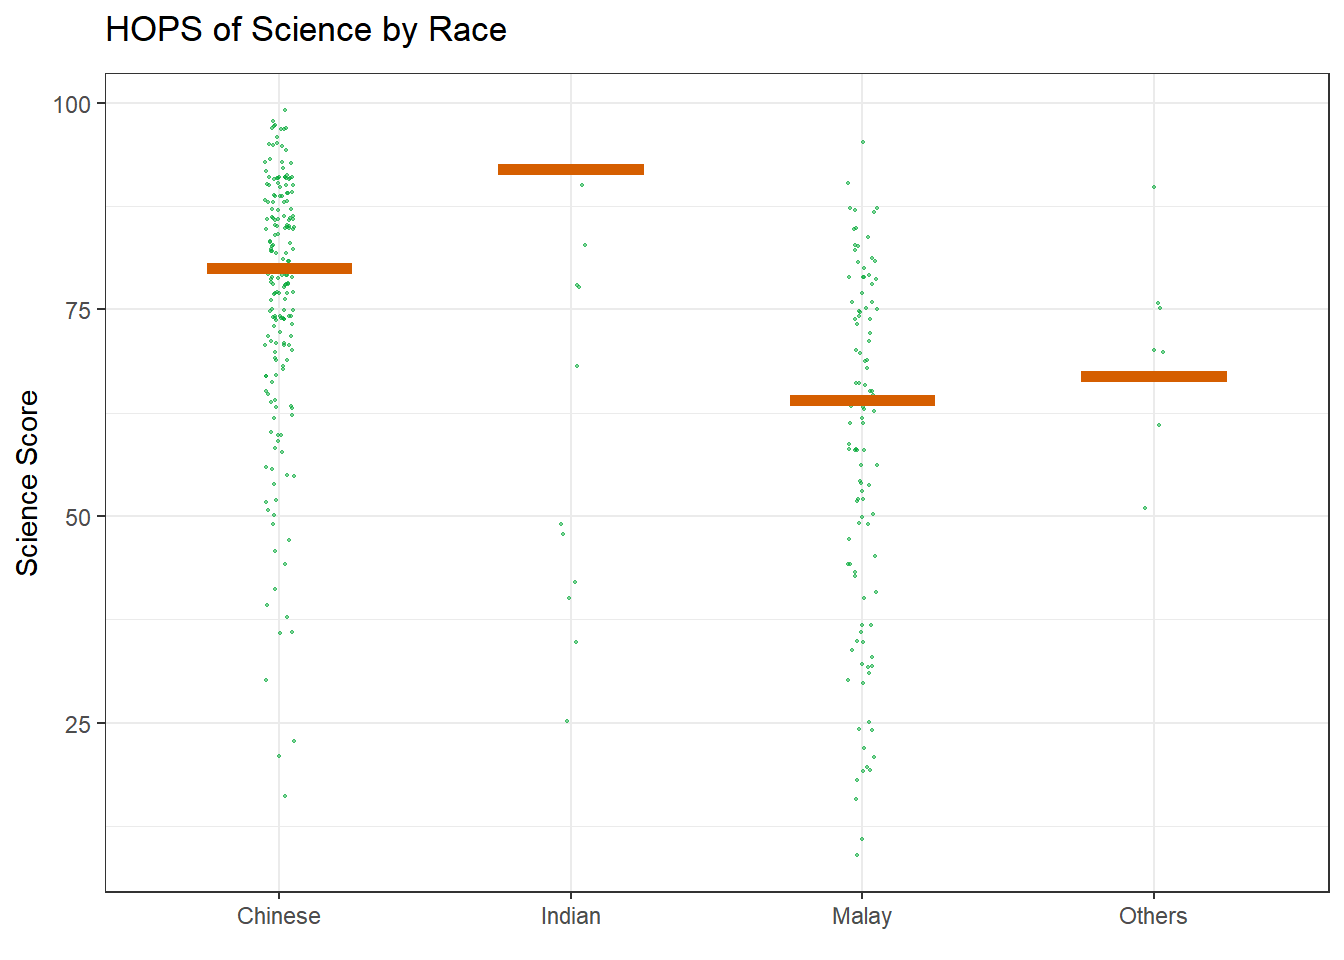 HOPS of Science by Race
Science Score
100
75
50
25
Chinese
Indian
Malay
Others